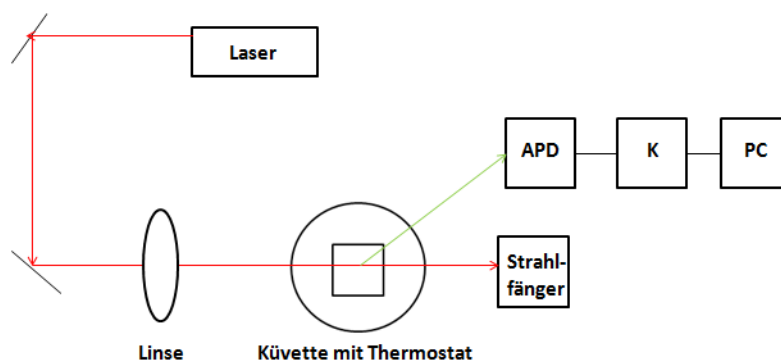 Laser
APD
K
PC
Strahl-
fänger
Linse
Küvette mit Thermostat